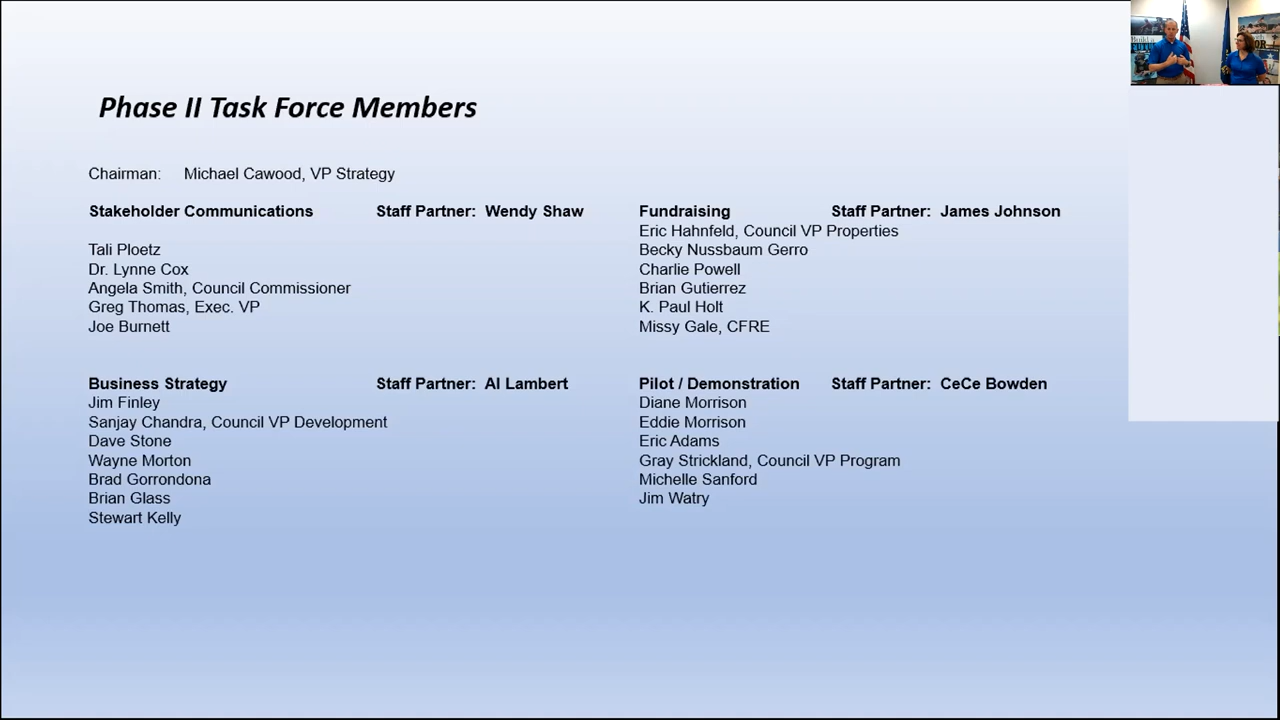 Phase II Task Force Members
Chairman: Michael Cawood, VP Strategy
Stakeholder Communications Staff Partner: Wendy Shaw
Tali Ploetz
Dr. Lynne Cox
Angela Smith, Council Commissioner
Greg Thomas, Exec. VP
Joe Burnett
Fundraising Staff Partner: James Johnson
Eric Hahnfeld, Council VP Properties
Becky Nussbaum Gerro
Charlie Powell
Brian Gutierrez
K. Paul Holt
Missy Gale, CFRE
Business Strategy Staff Partner: Al Lambert
Jim Finley
Sanjay Chandra, Council VP Development
Dave Stone
Wayne Morton
Brad Gorrondona
Brian Glass
Stewart Kelly
Pilot / Demonstration Staff Partner: CeCe Bowden
Diane Morrison
Eddie Morrison
Eric Adams
Gray Strickland, Council VP Program
Michelle Sanford
Jim Watry
Build